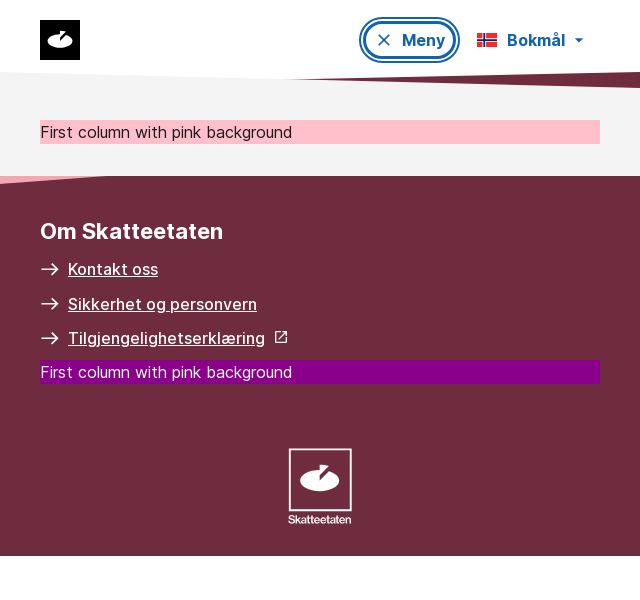 Meny
Bokmål
First column with pink background
Om Skatteetaten
Kontakt oss
Sikkerhet og personvern
Tilgjengelighetserklæring
First column with pink background
Skatteetaten